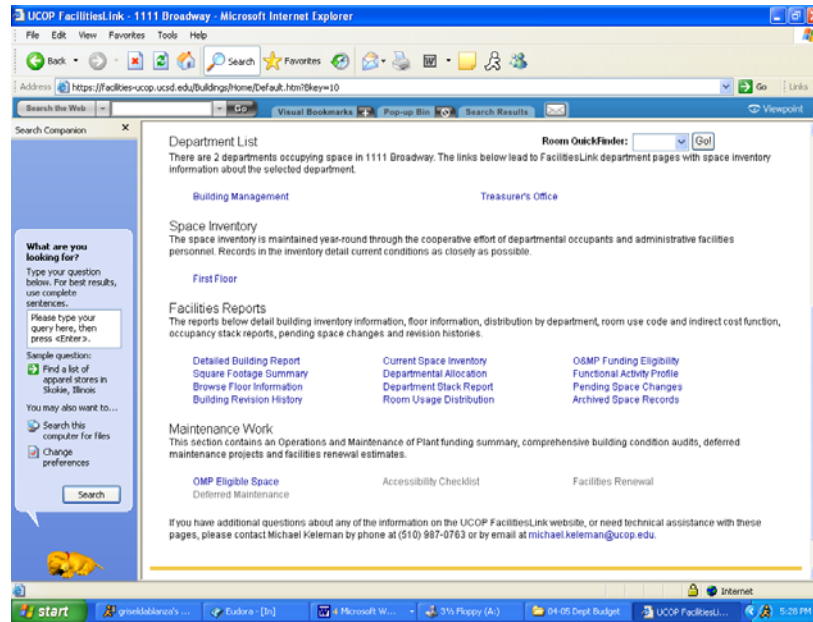 UCOP FacilitiesLink - 1111 Broadway - Microsoft Internet Explorer
File Edit View Favorites Tools Help
Back Search Favorites
Address https://facilities-ucop.ucsd.edu/Buildings/Home/Default.htm?Bkey=10 Go Links
Search the Web Go Visual Bookmarks Pop-up Bin Search Results Viewpoint
Search Companion X
What are you
looking for?
Type your question
below. For best results,
use complete
sentences.
Please type your
query here, then
press <Enter>.
Sample question:
Find a list of
apparel stores in
Skokie, Illinois
You may also want to...
Search this
computer for files
Change
preferences
Search
Department List Room QuickFinder: Go!
There are 2 departments occupying space in 1111 Broadway. The links below lead to FacilitiesLink department pages with space inventory
information about the selected department.
Building Management Treasurer's Office
Space Inventory
The space inventory is maintained year-round through the cooperative effort of departmental occupants and administrative facilities
personnel. Records in the inventory detail current conditions as closely as possible.
First Floor
Facilities Reports
The reports below detail building inventory information, floor information, distribution by department, room use code and indirect cost function,
occupancy stack reports, pending space changes and revision histories.
Detailed Building Report Current Space Inventory O&MP Funding Eligibility
Square Footage Summary Departmental Allocation Functional Activity Profile
Browse Floor Information Department Stack Report Pending Space Changes
Building Revision History Room Usage Distribution Archived Space Records
Maintenance Work
This section contains an Operations and Maintenance of Plant funding summary, comprehensive building condition audits, deferred
maintenance projects and facilities renewal estimates.
OMP Eligible Space Accessibility Checklist Facilities Renewal
Deferred Maintenance
If you have additional questions about any of the information on the UCOP FacilitiesLink website, or need technical assistance with these
pages, please contact Michael Keleman by phone at (510) 987-0763 or by email at michael.keleman@ucop.edu.
Internet
start griseldablanza's ... Eudora - [In] 4 Microsoft W... 3½ Floppy (A:) 04-05 Dept Budget UCOP FacilitiesLi... 5:28 PM